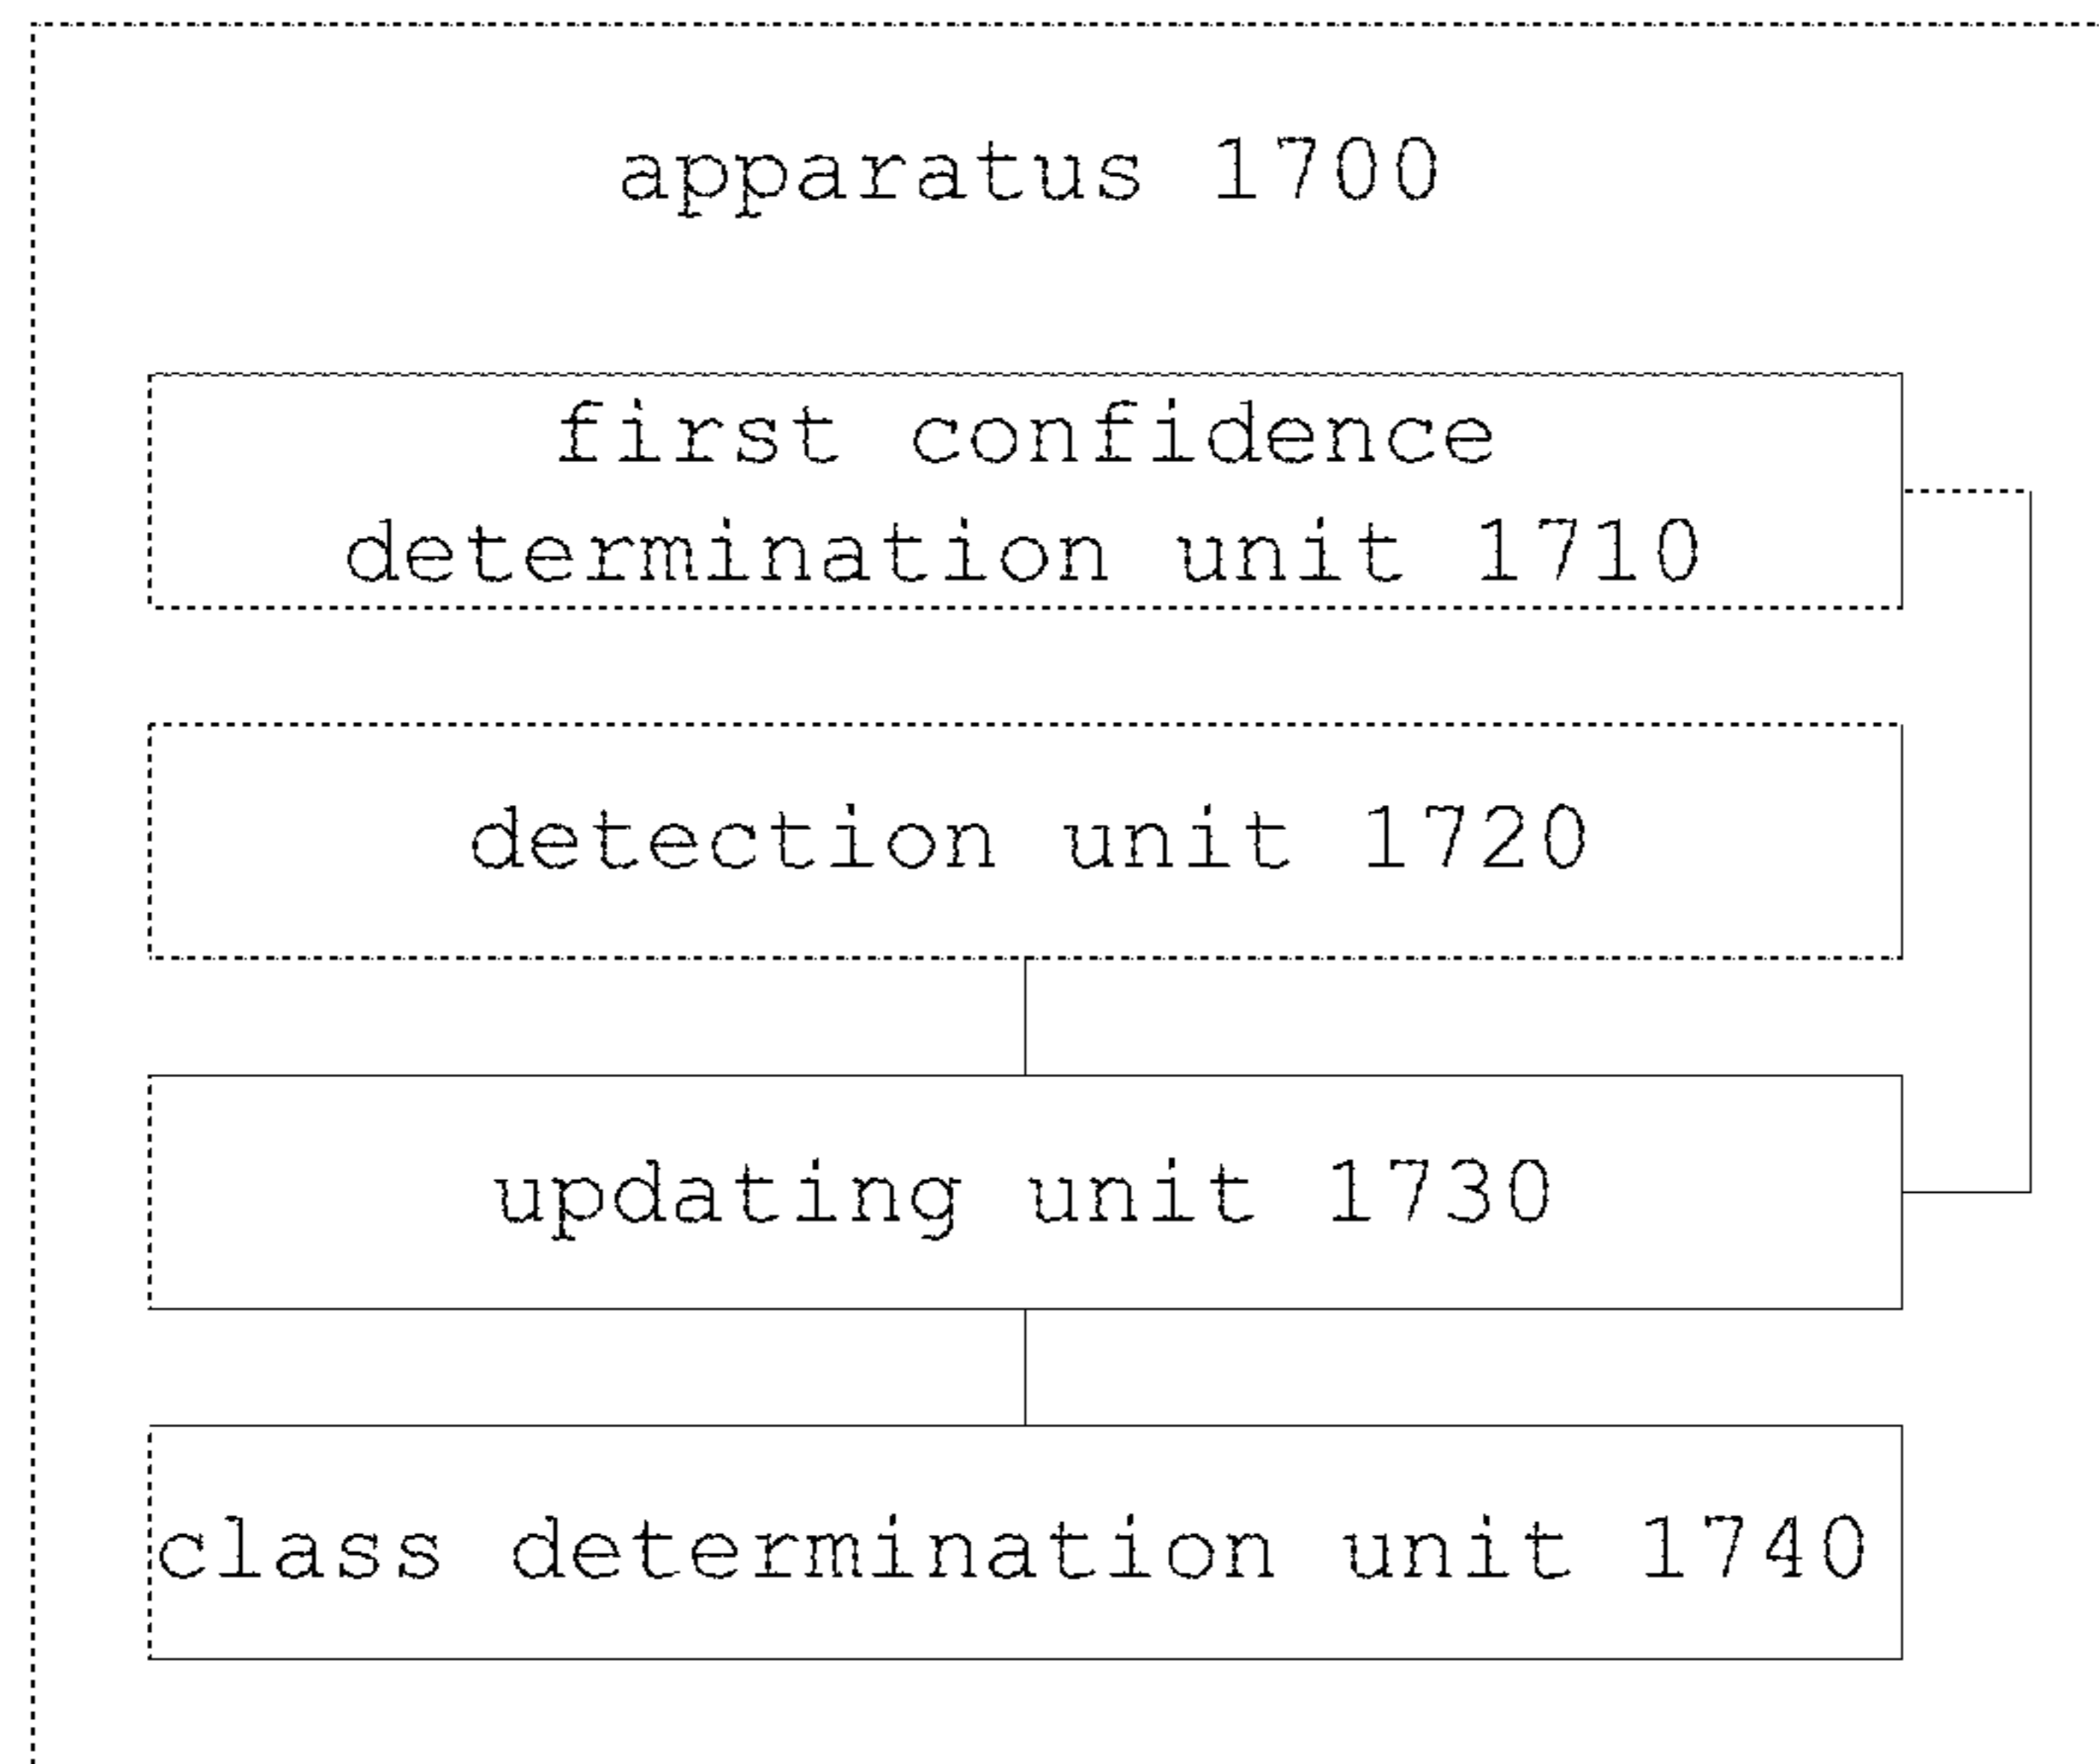 apparatus 1700
first confidence
determination unit 1710
detection unit 1720
updating unit 1730
class determination unit 1740